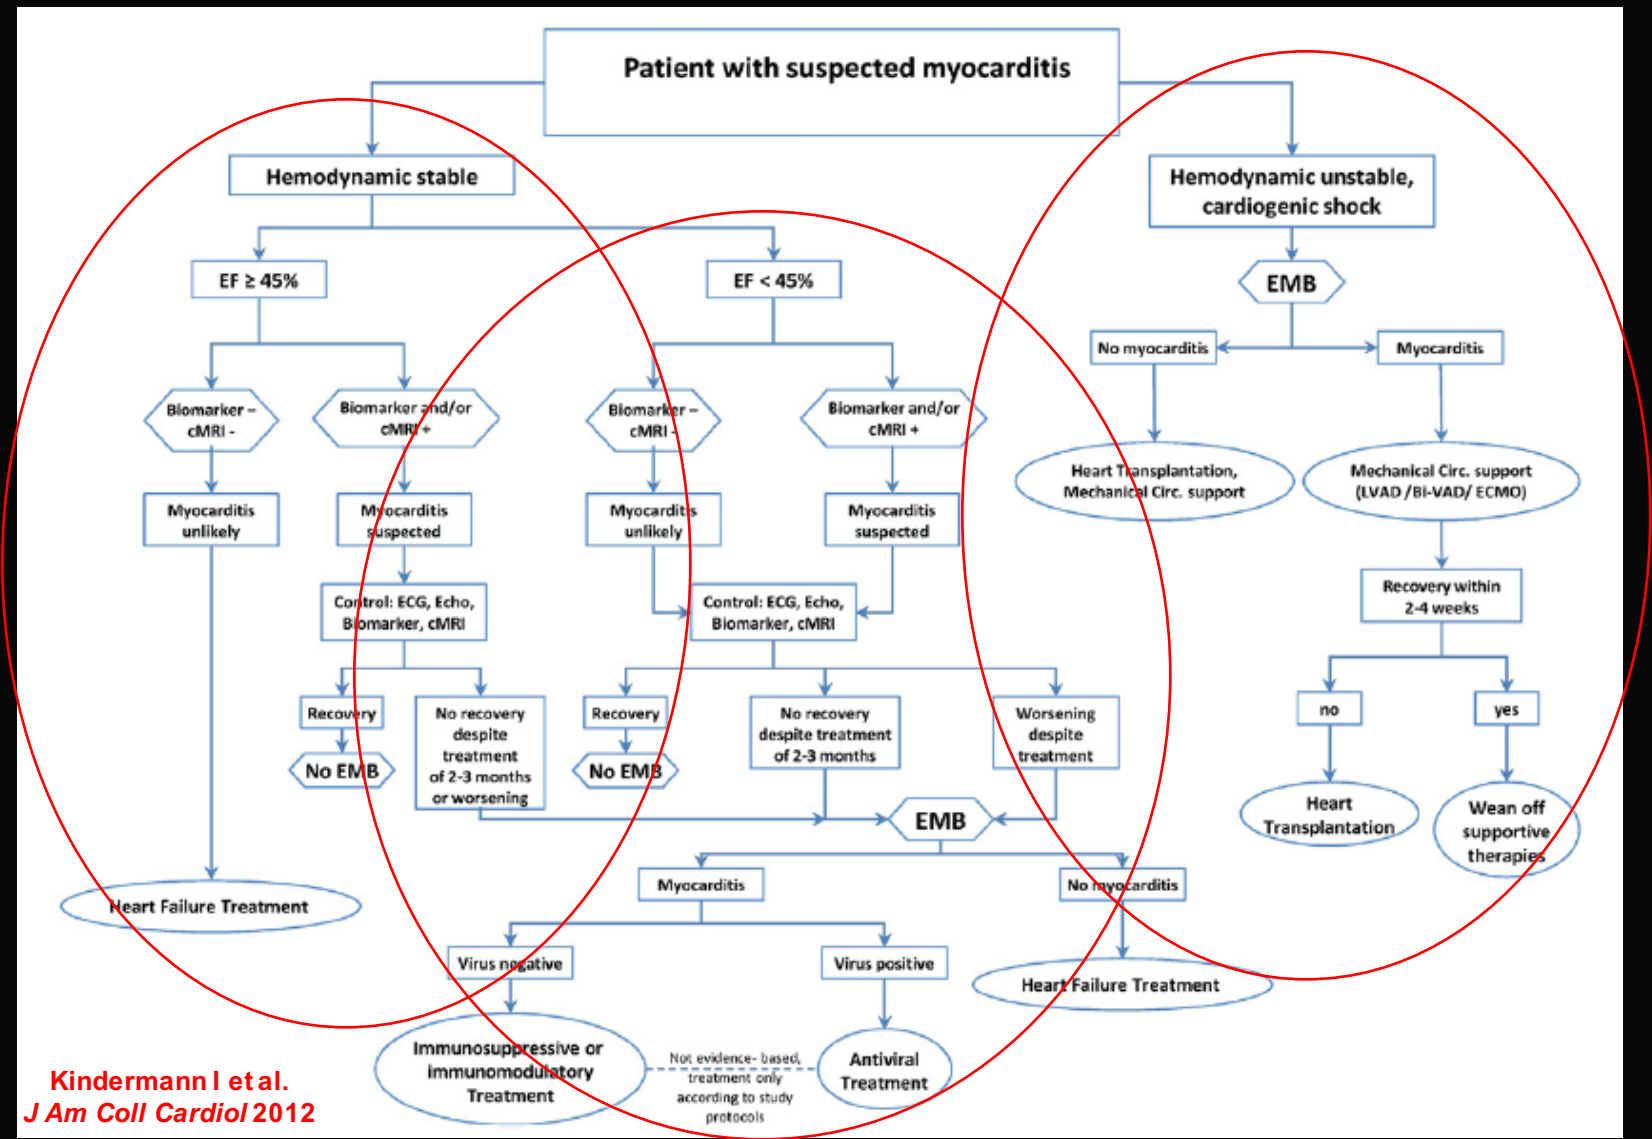 Patient with suspected myocarditis
Hemodynamic stable
Hemodynamic unstable,
cardiogenic shock
EF ≥ 45%
EF < 45%
EMB
No myocarditis
Myocarditis
Biomarker –
cMRI -
Biomarker and/or
cMRI +
Biomarker –
cMRI -
Biomarker and/or
cMRI +
Heart Transplantation,
Mechanical Circ. support
Mechanical Circ. support
(LVAD /Bi-VAD/ ECMO)
Myocarditis
unlikely
Myocarditis
suspected
Myocarditis
unlikely
Myocarditis
suspected
Control: ECG, Echo,
Biomarker, cMRI
Control: ECG, Echo,
Biomarker, cMRI
Recovery within
2-4 weeks
Recovery
No recovery
despite
treatment
of 2-3 months
or worsening
Recovery
No recovery
despite treatment
of 2-3 months
Worsening
despite
treatment
no
yes
No EMB
No EMB
EMB
Heart
Transplantation
Wean off
supportive
therapies
Myocarditis
No myocarditis
Heart Failure Treatment
Virus negative
Virus positive
Heart Failure Treatment
Immunosuppressive or
immunomodulatory
Treatment
Not evidence- based,
treatment only
according to study
protocols
Antiviral
Treatment
Kindermann I et al.
J Am Coll Cardiol 2012